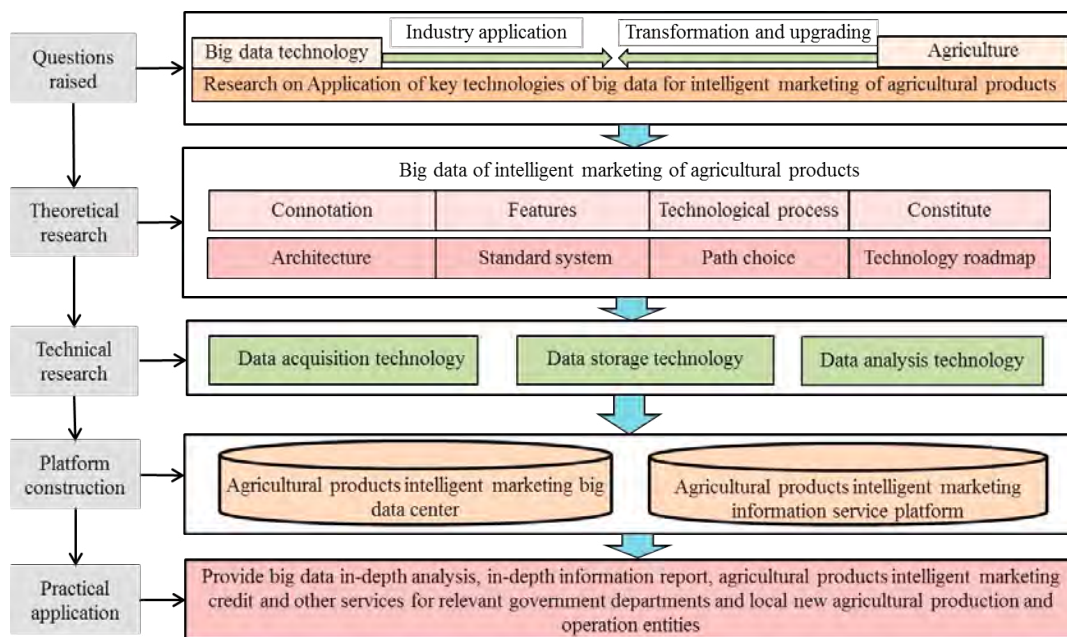 Questions
raised
Big data technology
Industry application
Transformation and upgrading
Agriculture
Research on Application of key technologies of big data for intelligent marketing of agricultural products
Theoretical
research
Big data of intelligent marketing of agricultural products
Connotation
Features
Technological process
Constitute
Architecture
Standard system
Path choice
Technology roadmap
Technical
research
Data acquisition technology
Data storage technology
Data analysis technology
Platform
construction
Agricultural products intelligent marketing big
data center
Agricultural products intelligent marketing
information service platform
Practical
application
Provide big data in-depth analysis, in-depth information report, agricultural products intelligent marketing
credit and other services for relevant government departments and local new agricultural production and
operation entities